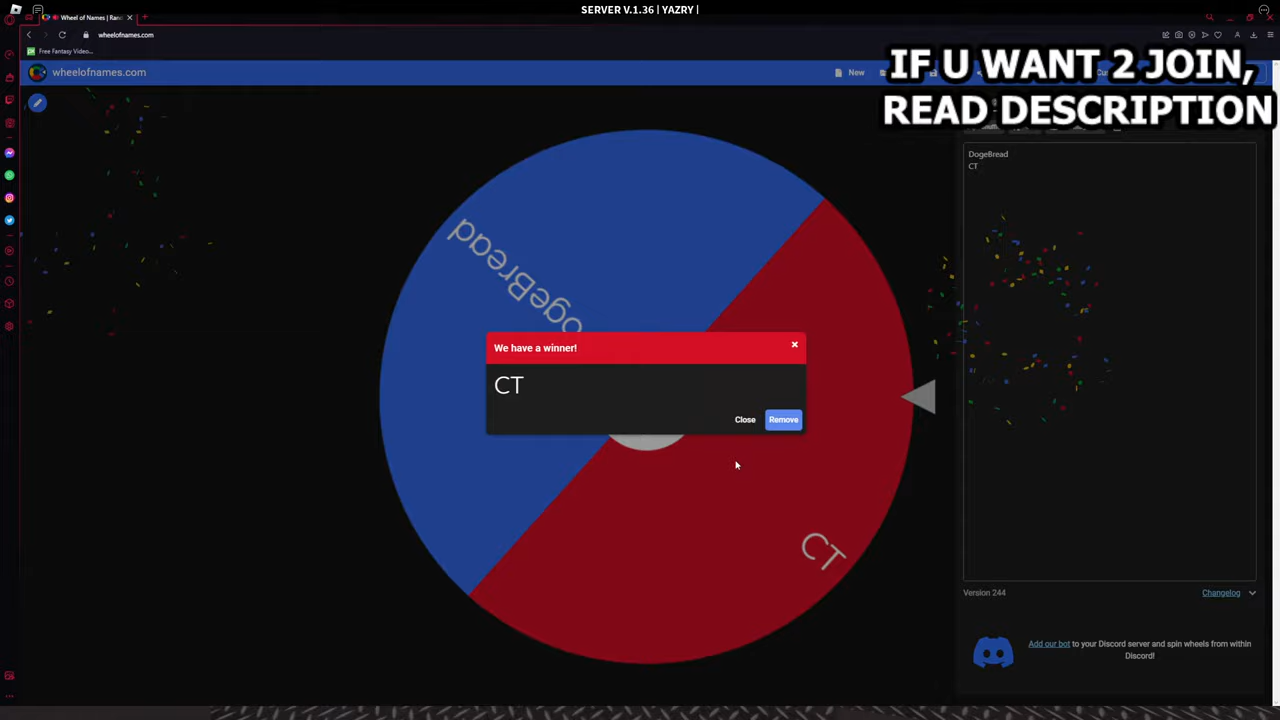 SERVER V.1.36 | YAZRY |
Wheel of Names | Ran
wheelofnames.com
Free Fantasy Video...
wheelofnames.com
New
IF U WANT 2 JOIN,
READ DESCRIPTION
DogeBread
CT
ogeBread
We have a winner!
CT
Close
Remove
CT
Version 244
Changelog
Add our bot to your Discord server and spin wheels from within
Discord!